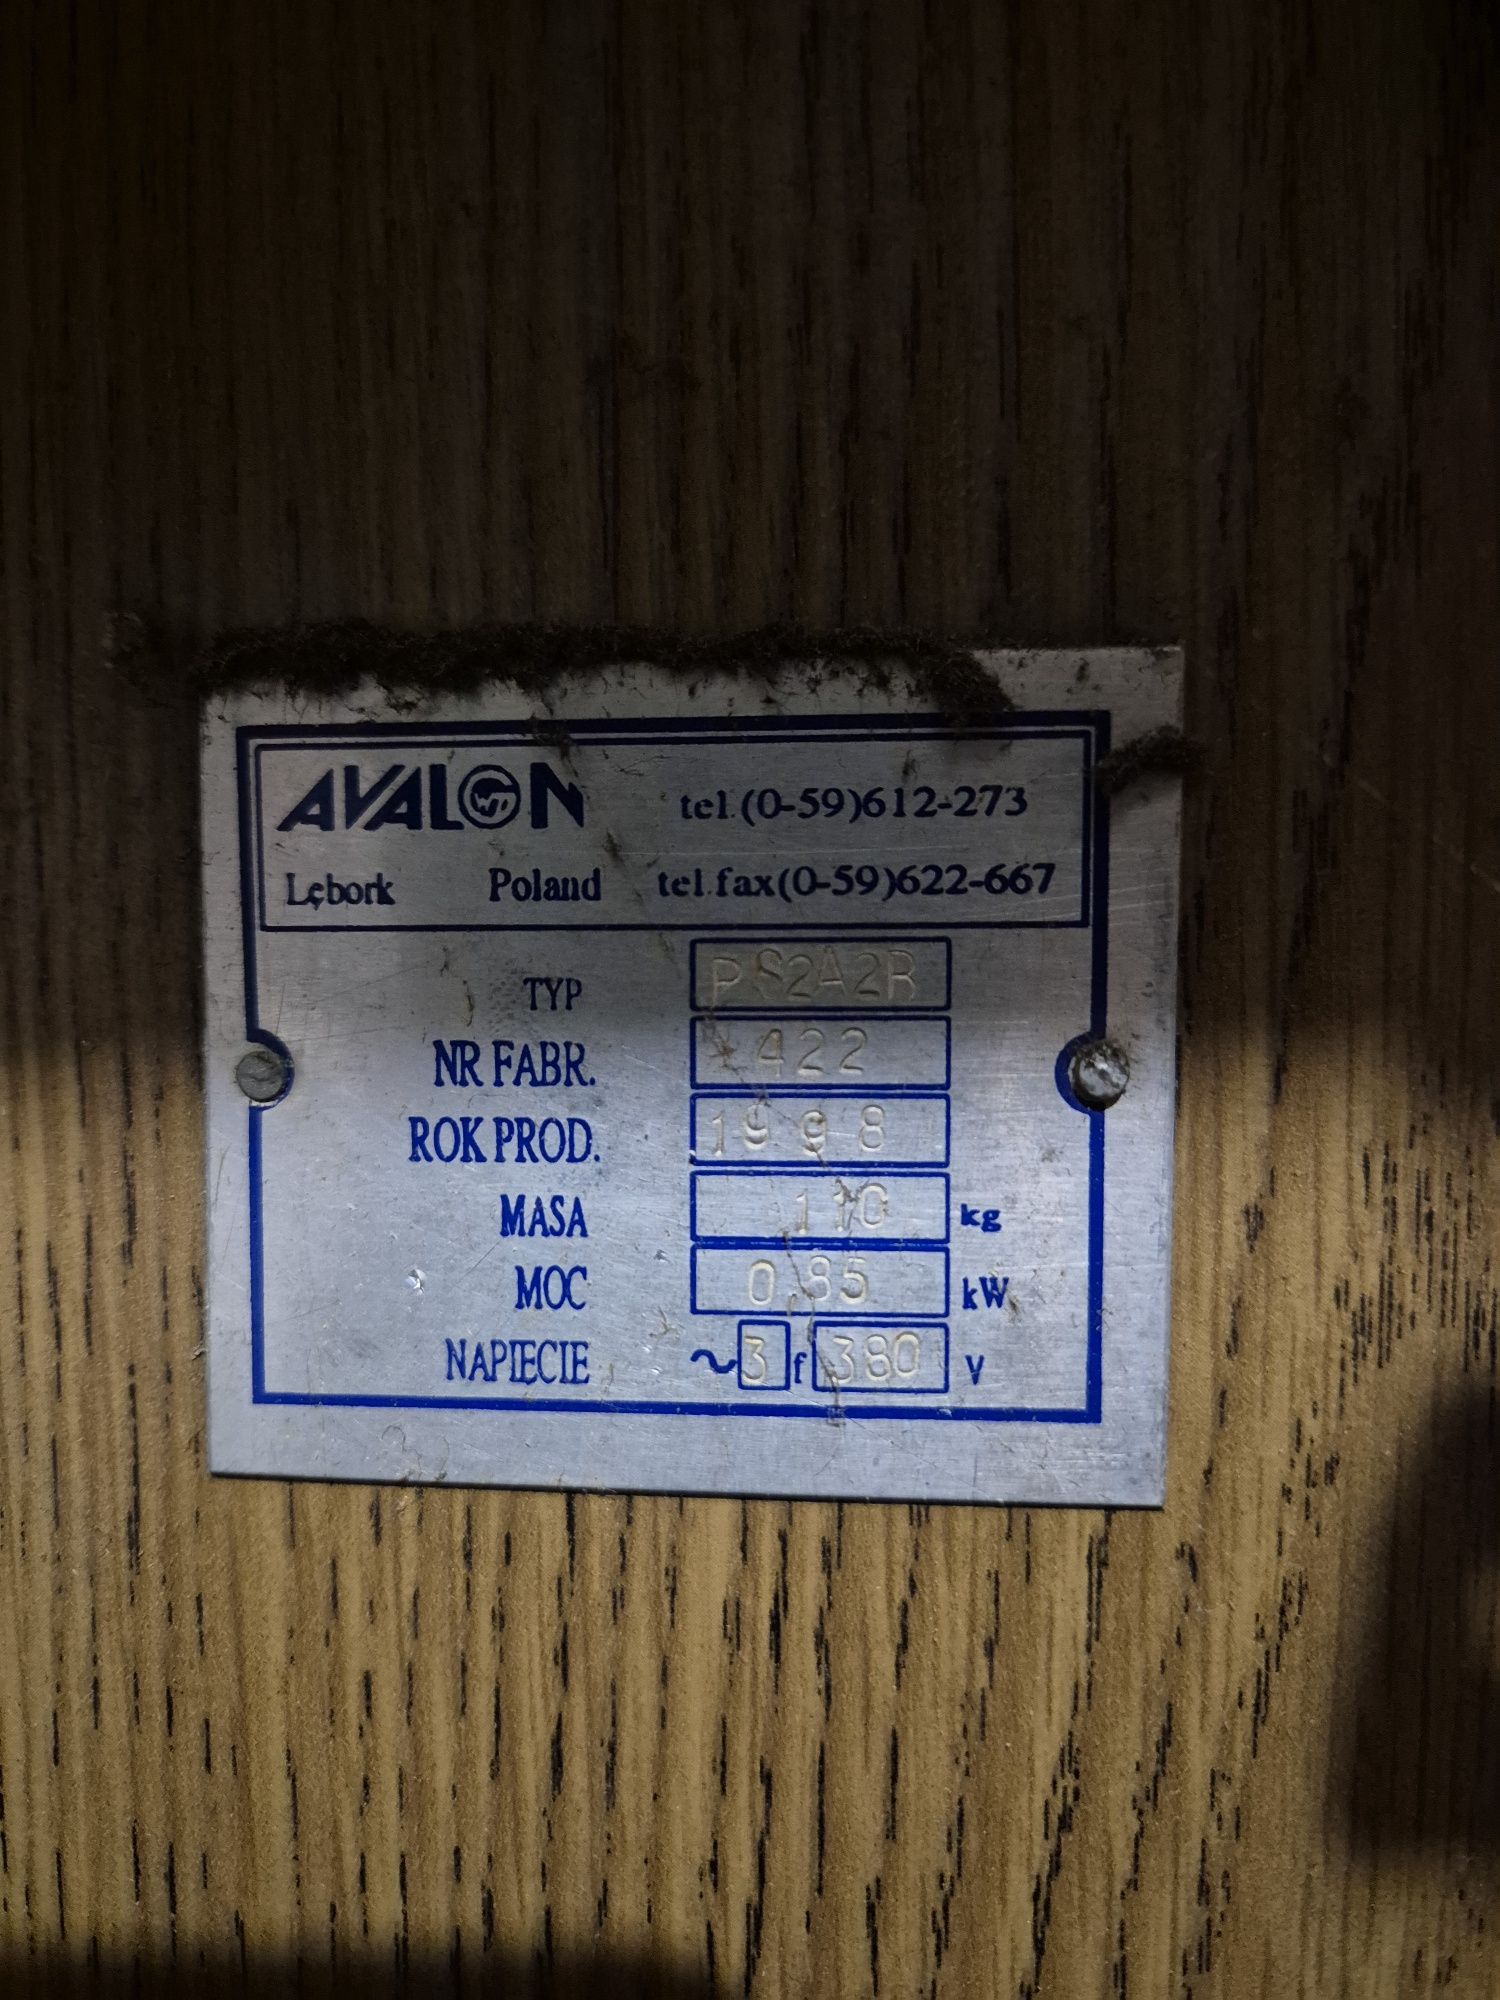 AVALON tel.(0-59)612-273
Lębork Poland tel.fax(0-59)622-667
TYP PS2A2R
NR FABR. 422
ROK PROD. 1998
MASA 110 kg
MOC 0,85 kW
NAPIĘCIE ~3 f 380 V